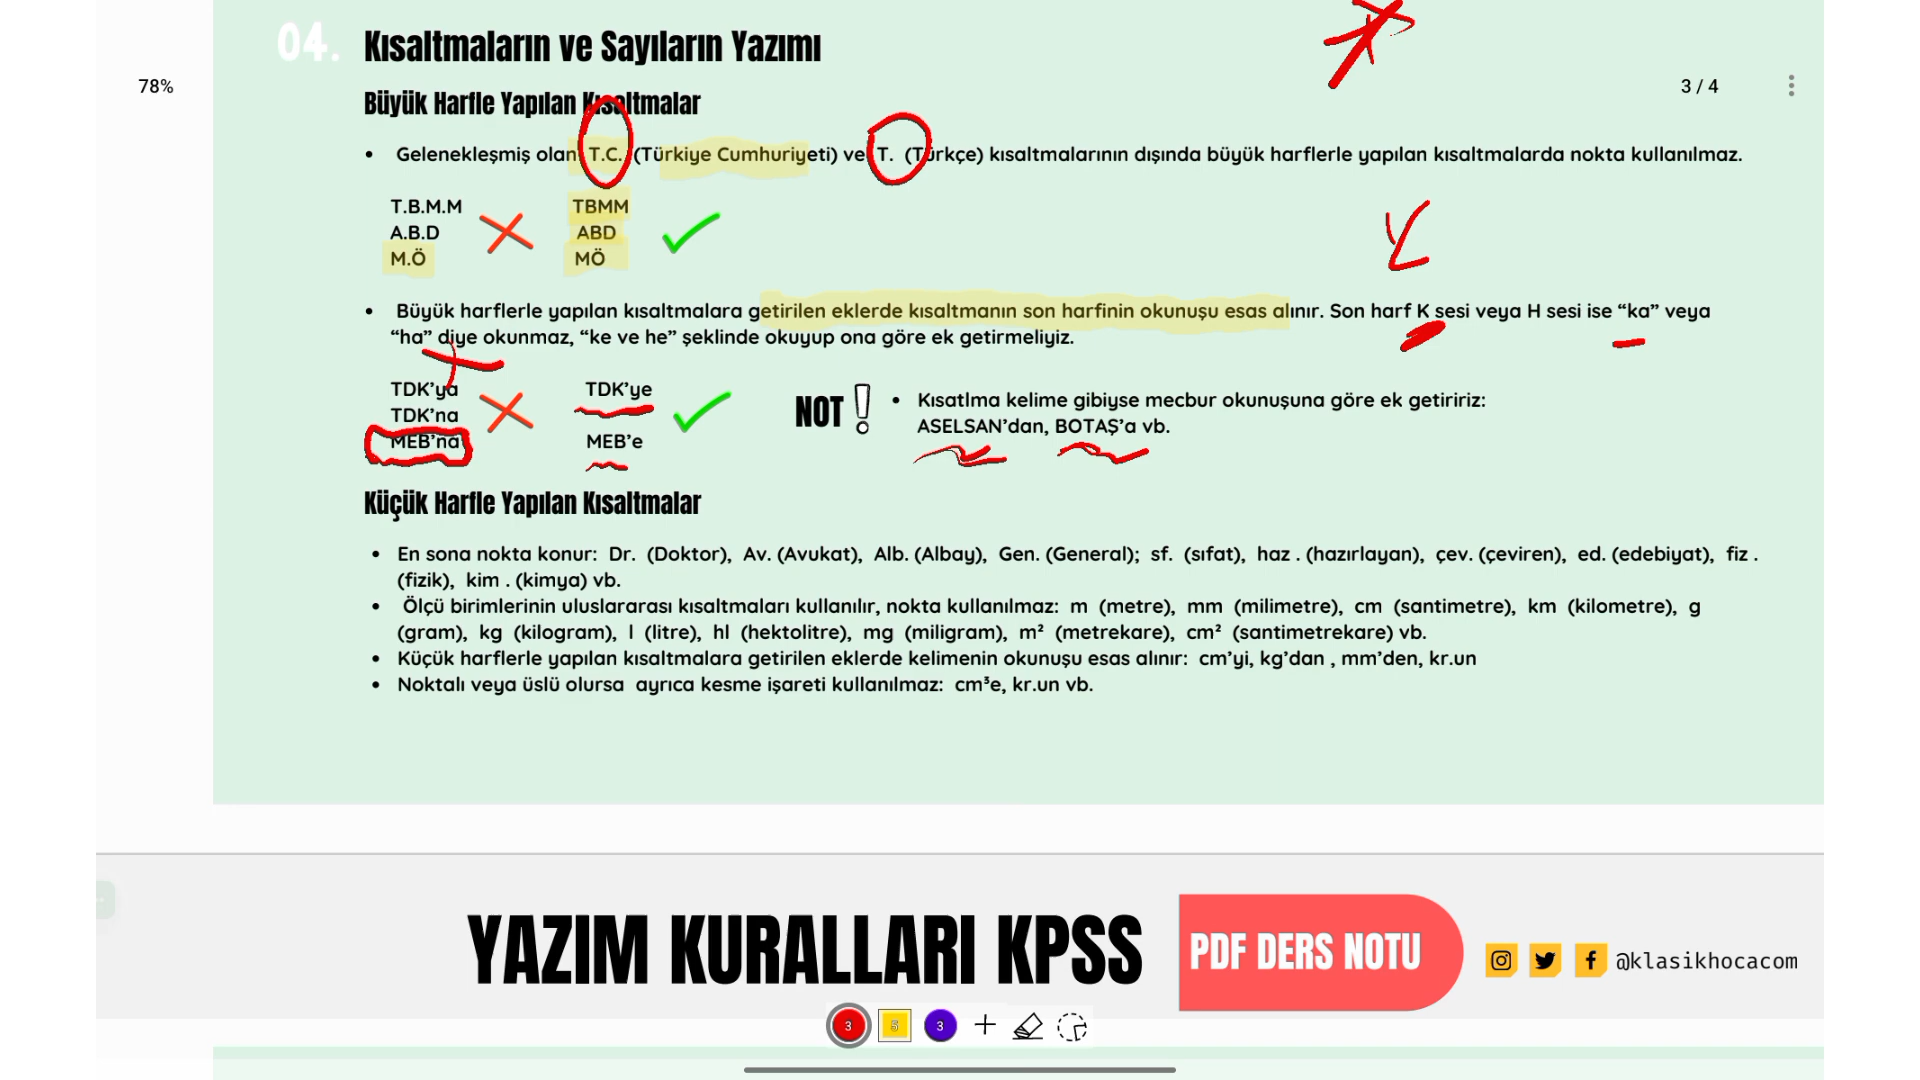 04. Kısaltmaların ve Sayıların Yazımı
78%
3 / 4
Büyük Harfle Yapılan Kısaltmalar
• Gelenekleşmiş olan T.C. (Türkiye Cumhuriyeti) ve T. (Türkçe) kısaltmalarının dışında büyük harflerle yapılan kısaltmalarda nokta kullanılmaz.
T.B.M.M TBMM
A.B.D ABD
M.Ö MÖ
• Büyük harflerle yapılan kısaltmalara getirilen eklerde kısaltmanın son harfinin okunuşu esas alınır. Son harf K sesi veya H sesi ise “ka” veya
“ha” diye okunmaz, “ke ve he” şeklinde okuyup ona göre ek getirmeliyiz.
TDK’ya TDK’ye
TDK’na
MEB’na MEB’e
NOT!
• Kısatlma kelime gibiyse mecbur okunuşuna göre ek getiririz:
ASELSAN’dan, BOTAŞ’a vb.
Küçük Harfle Yapılan Kısaltmalar
• En sona nokta konur: Dr. (Doktor), Av. (Avukat), Alb. (Albay), Gen. (General); sf. (sıfat), haz . (hazırlayan), çev. (çeviren), ed. (edebiyat), fiz .
(fizik), kim . (kimya) vb.
• Ölçü birimlerinin uluslararası kısaltmaları kullanılır, nokta kullanılmaz: m (metre), mm (milimetre), cm (santimetre), km (kilometre), g
(gram), kg (kilogram), l (litre), hl (hektolitre), mg (miligram), m² (metrekare), cm² (santimetrekare) vb.
• Küçük harflerle yapılan kısaltmalara getirilen eklerde kelimenin okunuşu esas alınır: cm’yi, kg’dan , mm’den, kr.un
• Noktalı veya üslü olursa ayrıca kesme işareti kullanılmaz: cm³e, kr.un vb.
YAZIM KURALLARI KPSS
PDF DERS NOTU
@klasikhocacom
3 5 3